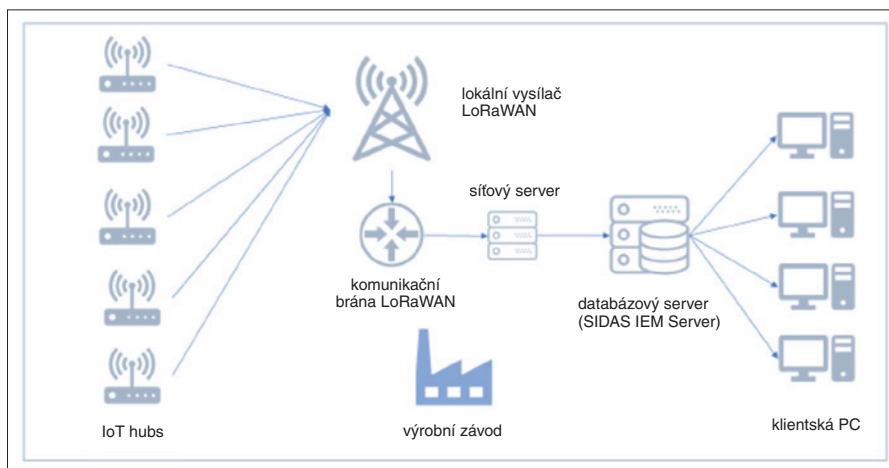 lokální vysílač
LoRaWAN
síťový server
komunikační
brána LoRaWAN
databázový server
(SIDAS IEM Server)
IoT hubs
výrobní závod
klientská PC